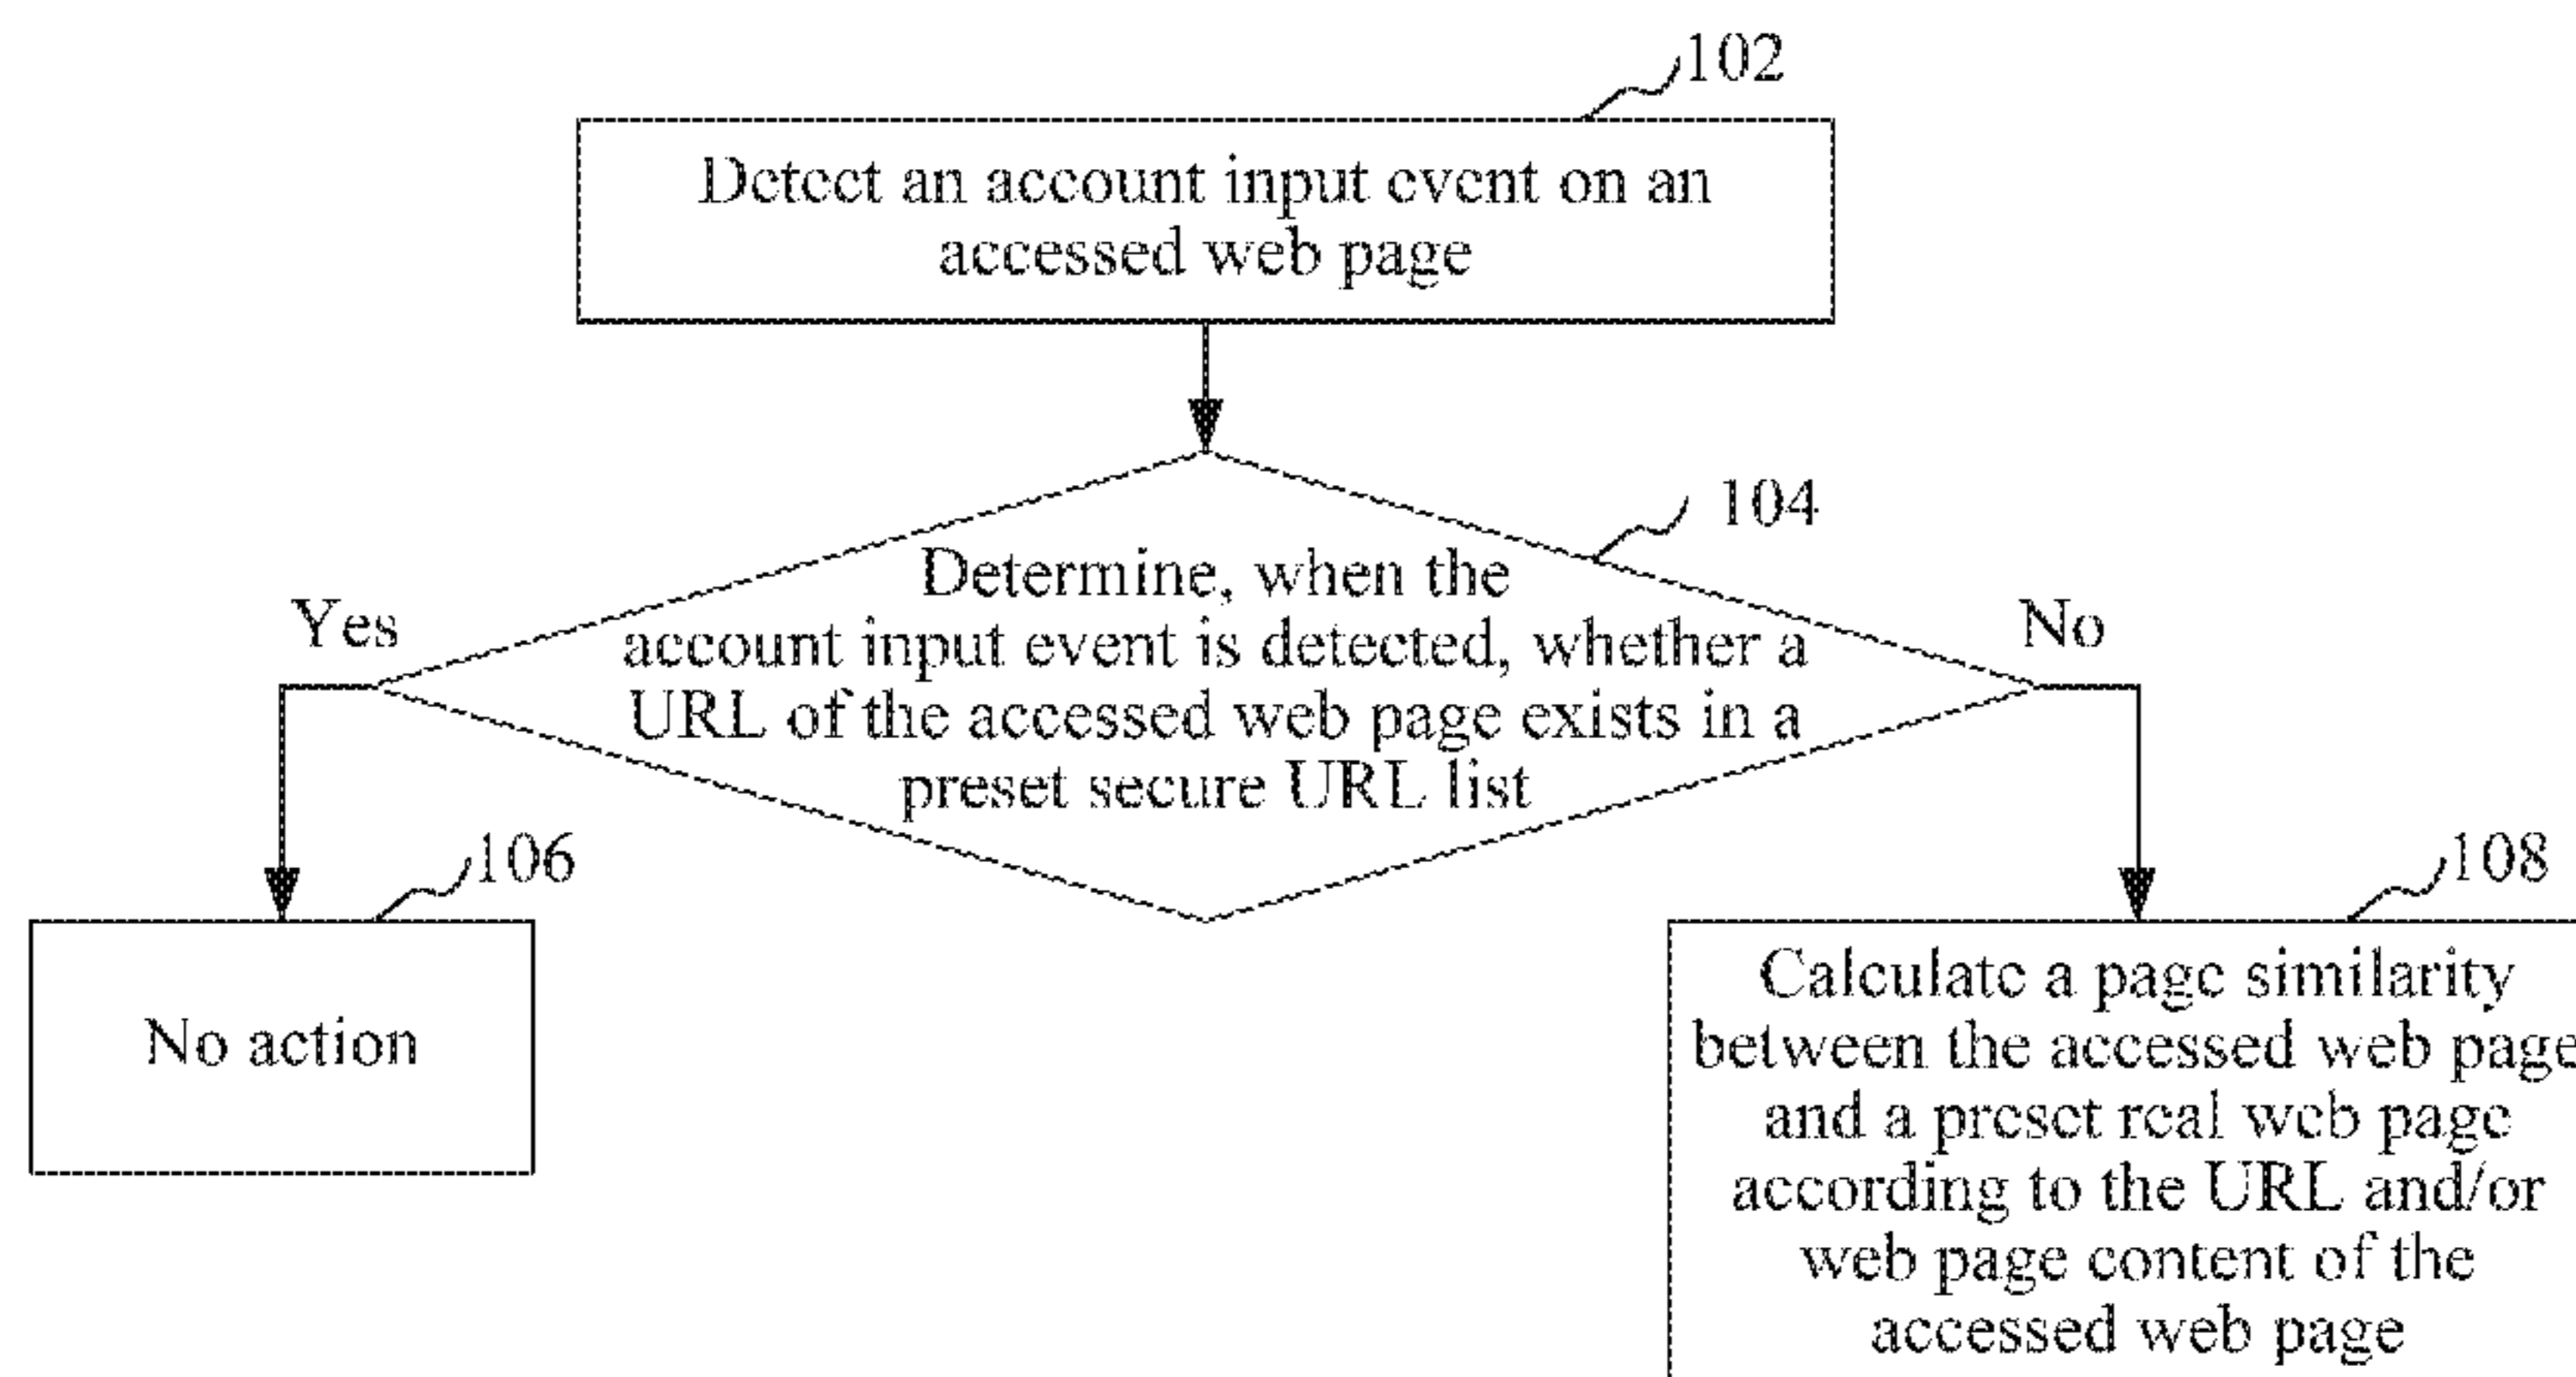 102
Detect an account input event on an
accessed web page
104
Determine, when the
account input event is detected, whether a
URL of the accessed web page exists in a
preset secure URL list
Yes
No
106
No action
108
Calculate a page similarity
between the accessed web page
and a preset real web page
according to the URL and/or
web page content of the
accessed web page